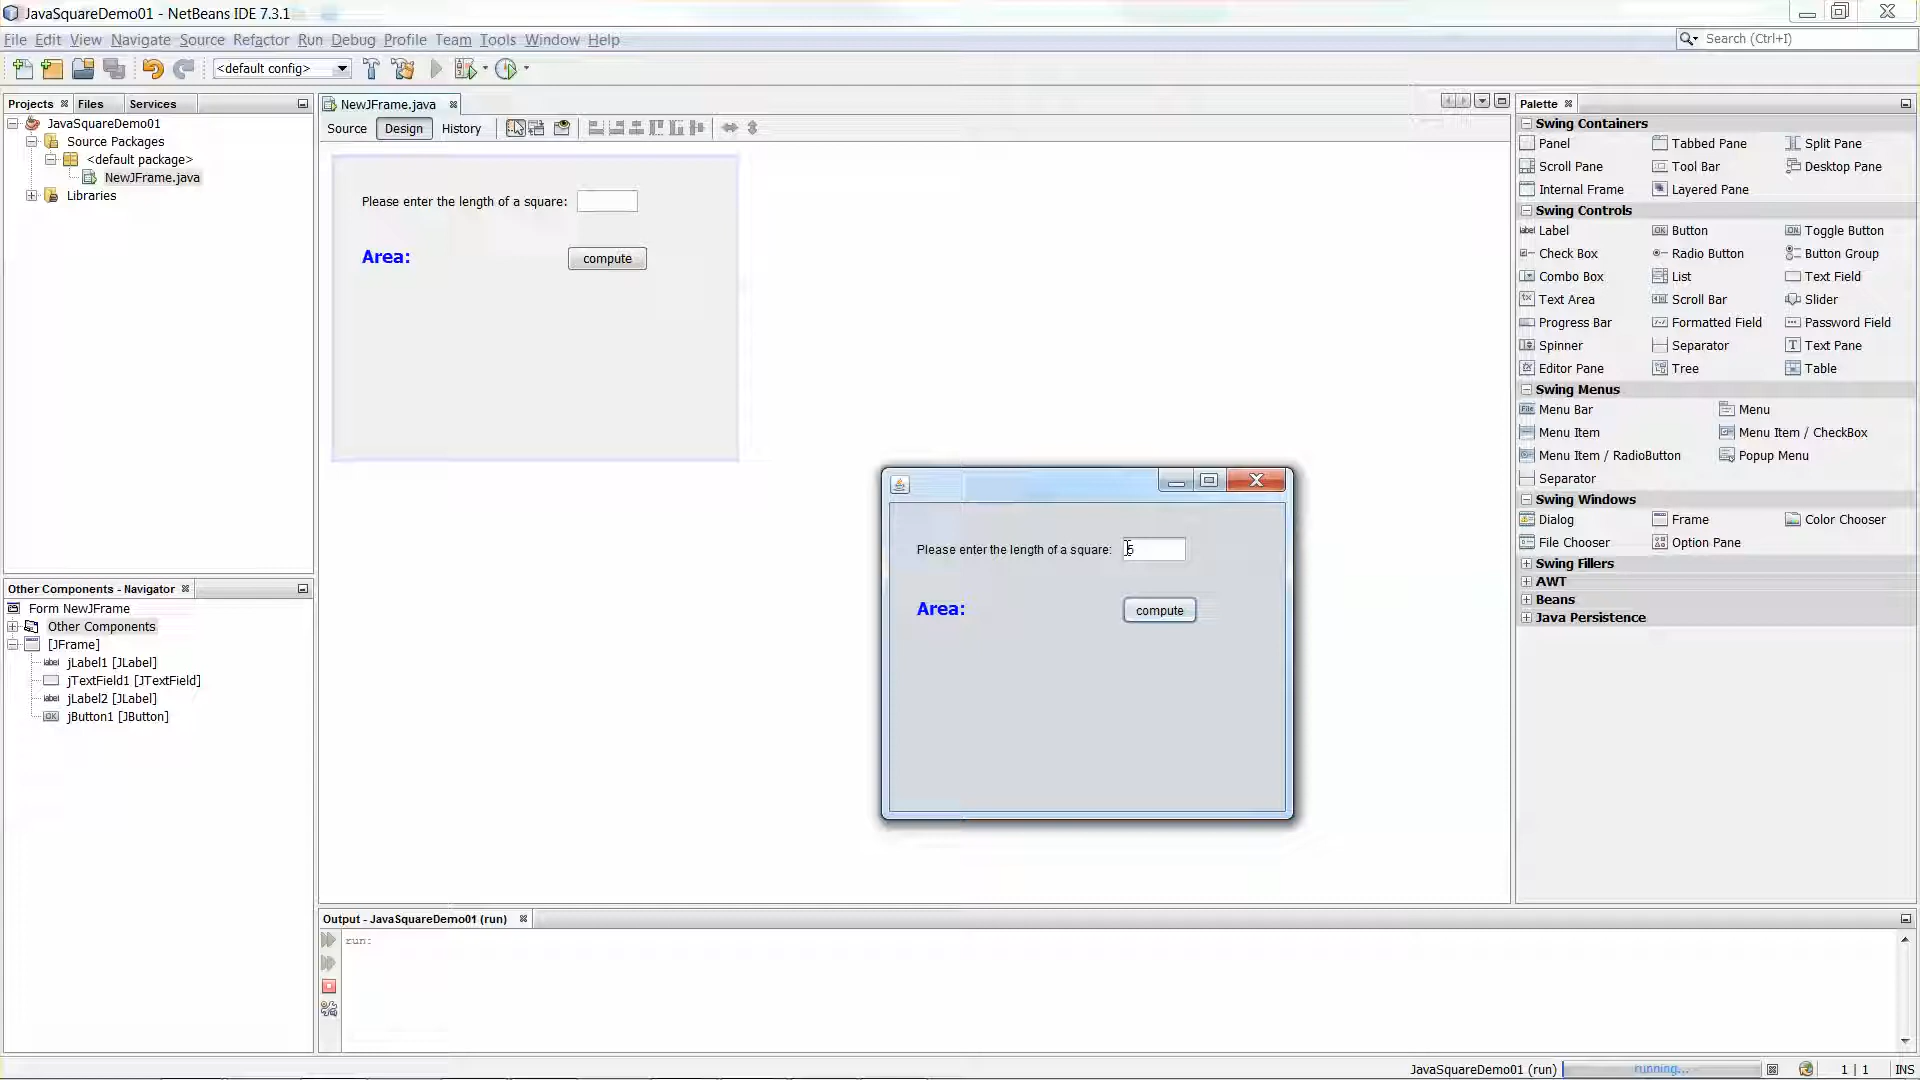 JavaSquareDemo01 - NetBeans IDE 7.3.1
File Edit View Navigate Source Refactor Run Debug Profile Team Tools Window Help
Search (Ctrl+I)
<default config>
Projects Files Services
JavaSquareDemo01
Source Packages
<default package>
NewJFrame.java
Libraries
Other Components - Navigator
Form NewJFrame
Other Components
[JFrame]
jLabel1 [JLabel]
jTextField1 [JTextField]
jLabel2 [JLabel]
jButton1 [JButton]
NewJFrame.java
Source Design History
Please enter the length of a square:
Area: compute
Please enter the length of a square:
Area: compute
Output - JavaSquareDemo01 (run)
run:
Palette
Swing Containers
Panel Tabbed Pane Split Pane
Scroll Pane Tool Bar Desktop Pane
Internal Frame Layered Pane
Swing Controls
Label Button Toggle Button
Check Box Radio Button Button Group
Combo Box List Text Field
Text Area Scroll Bar Slider
Progress Bar Formatted Field Password Field
Spinner Separator Text Pane
Editor Pane Tree Table
Swing Menus
Menu Bar Menu
Menu Item Menu Item / CheckBox
Menu Item / RadioButton Popup Menu
Separator
Swing Windows
Dialog Frame Color Chooser
File Chooser Option Pane
Swing Fillers
AWT
Beans
Java Persistence
JavaSquareDemo01 (run) running... 1 | 1 INS